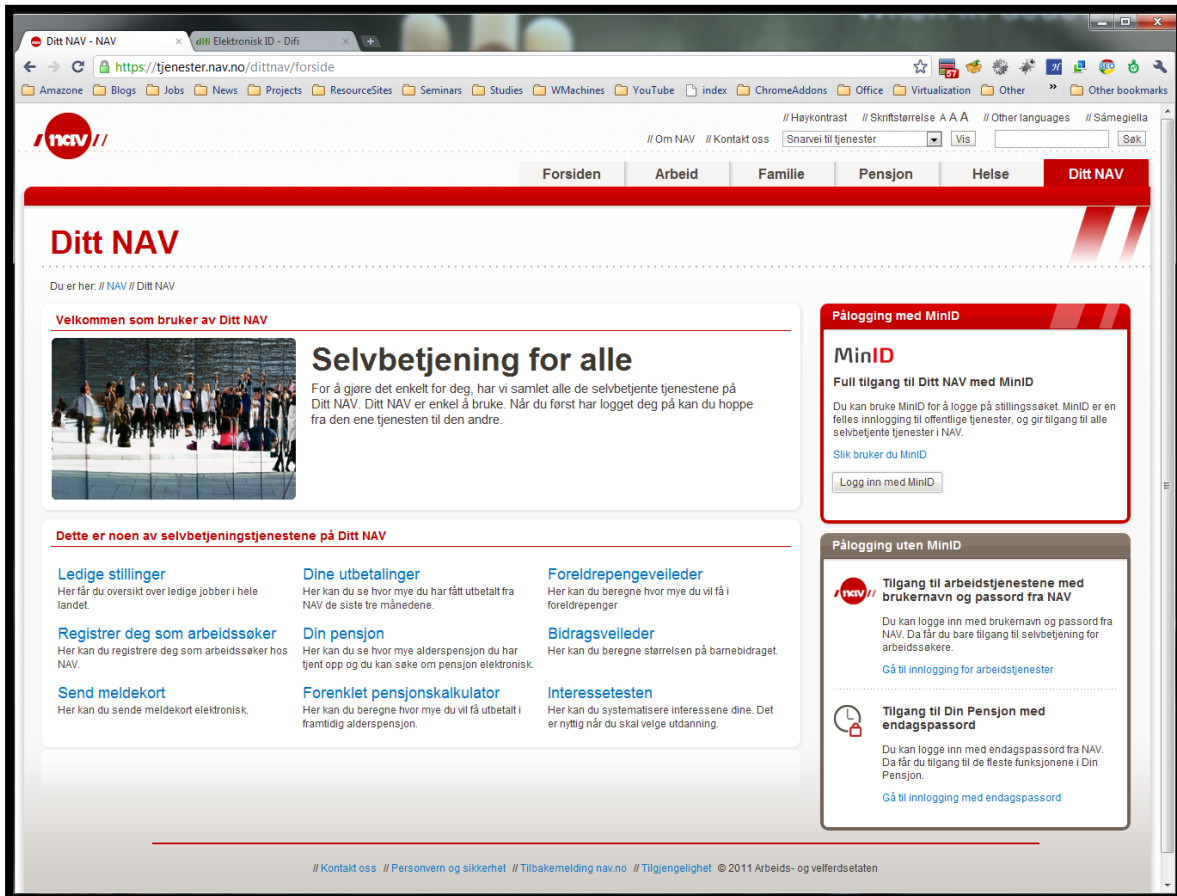 Ditt NAV - NAV
difi Elektronisk ID - Difi
https://tjenester.nav.no/dittnav/forside
57
SEO
Amazone Blogs Jobs News Projects ResourceSites Seminars Studies WMachines YouTube index ChromeAddons Office Virtualization Other » Other bookmarks
nav
// Høykontrast // Skriftstørrelse A A A // Other languages // Sámegiella
// Om NAV // Kontakt oss Snarvei til tjenester Vis Søk
Forsiden Arbeid Familie Pensjon Helse Ditt NAV
Ditt NAV
Du er her: // NAV // Ditt NAV
Velkommen som bruker av Ditt NAV
Selvbetjening for alle
For å gjøre det enkelt for deg, har vi samlet alle de selvbetjente tjenestene på
Ditt NAV. Ditt NAV er enkel å bruke. Når du først har logget deg på kan du hoppe
fra den ene tjenesten til den andre.
Dette er noen av selvbetjeningstjenestene på Ditt NAV
Ledige stillinger
Her får du oversikt over ledige jobber i hele
landet.
Registrer deg som arbeidssøker
Her kan du registrere deg som arbeidssøker hos
NAV.
Send meldekort
Her kan du sende meldekort elektronisk.
Dine utbetalinger
Her kan du se hvor mye du har fått utbetalt fra
NAV de siste tre månedene.
Din pensjon
Her kan du se hvor mye alderspensjon du har
tjent opp og du kan søke om pensjon elektronisk.
Forenklet pensjonskalkulator
Her kan du beregne hvor mye du vil få utbetalt i
framtidig alderspensjon.
Foreldrepengeveileder
Her kan du beregne hvor mye du vil få i
foreldrepenger
Bidragsveileder
Her kan du beregne størrelsen på barnebidraget.
Interessetesten
Her kan du systematisere interessene dine. Det
er nyttig når du skal velge utdanning.
Pålogging med MinID
MinID
Full tilgang til Ditt NAV med MinID
Du kan bruke MinID for å logge på stillingssøket. MinID er en
felles innlogging til offentlige tjenester, og gir tilgang til alle
selvbetjente tjenester i NAV.
Slik bruker du MinID
Logg inn med MinID
Pålogging uten MinID
nav
Tilgang til arbeidstjenestene med
brukernavn og passord fra NAV
Du kan logge inn med brukernavn og passord fra
NAV. Da får du bare tilgang til selvbetjening for
arbeidssøkere.
Gå til innlogging for arbeidstjenester
Tilgang til Din Pensjon med
endagspassord
Du kan logge inn med endagspassord fra NAV.
Da får du tilgang til de fleste funksjonene i Din
Pensjon.
Gå til innlogging med endagspassord
// Kontakt oss // Personvern og sikkerhet // Tilbakemelding nav.no // Tilgjengelighet © 2011 Arbeids- og velferdsetaten